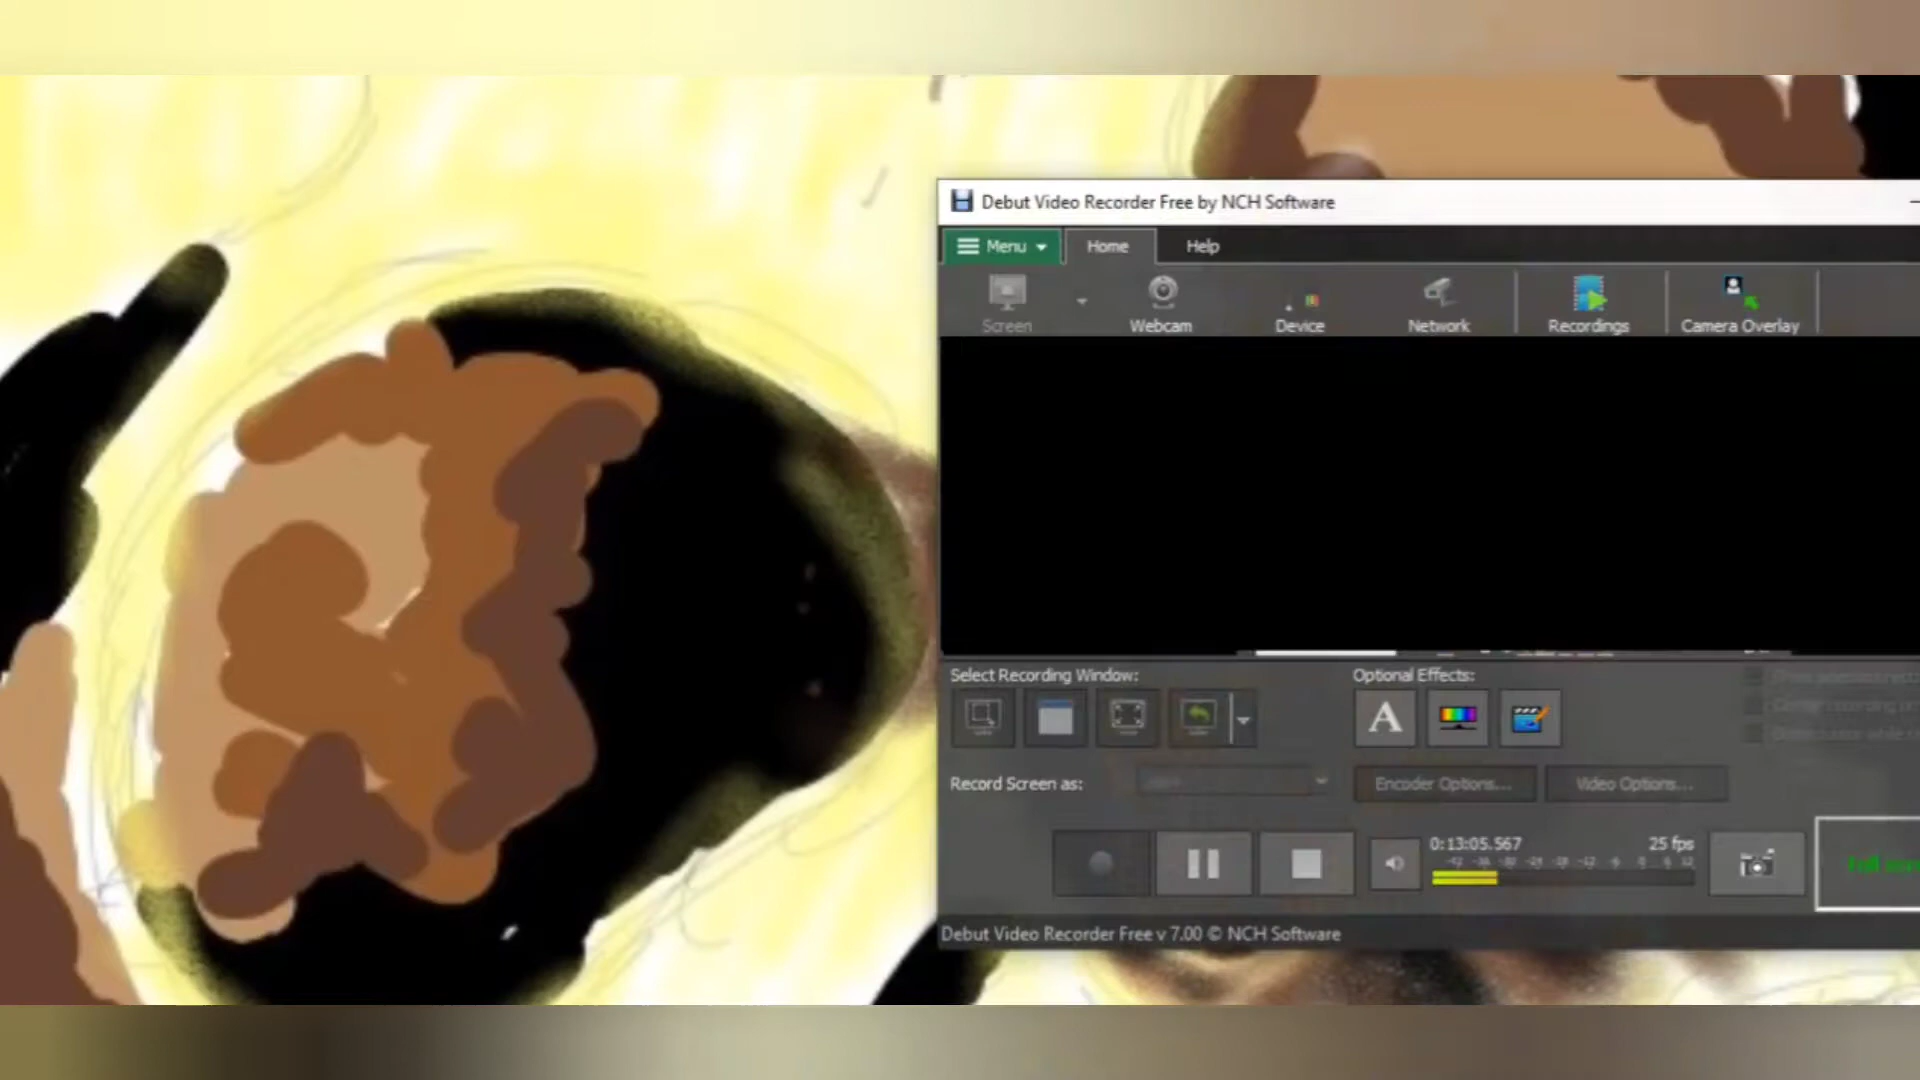 Debut Video Recorder Free by NCH Software
Menu Home Help
Screen Webcam Device Network Recordings Camera Overlay
Select Recording Window: Optional Effects:
A
Record Screen as: Encoder Options... Video Options...
0:13:05.567 25 fps
Debut Video Recorder Free v 7.00 © NCH Software